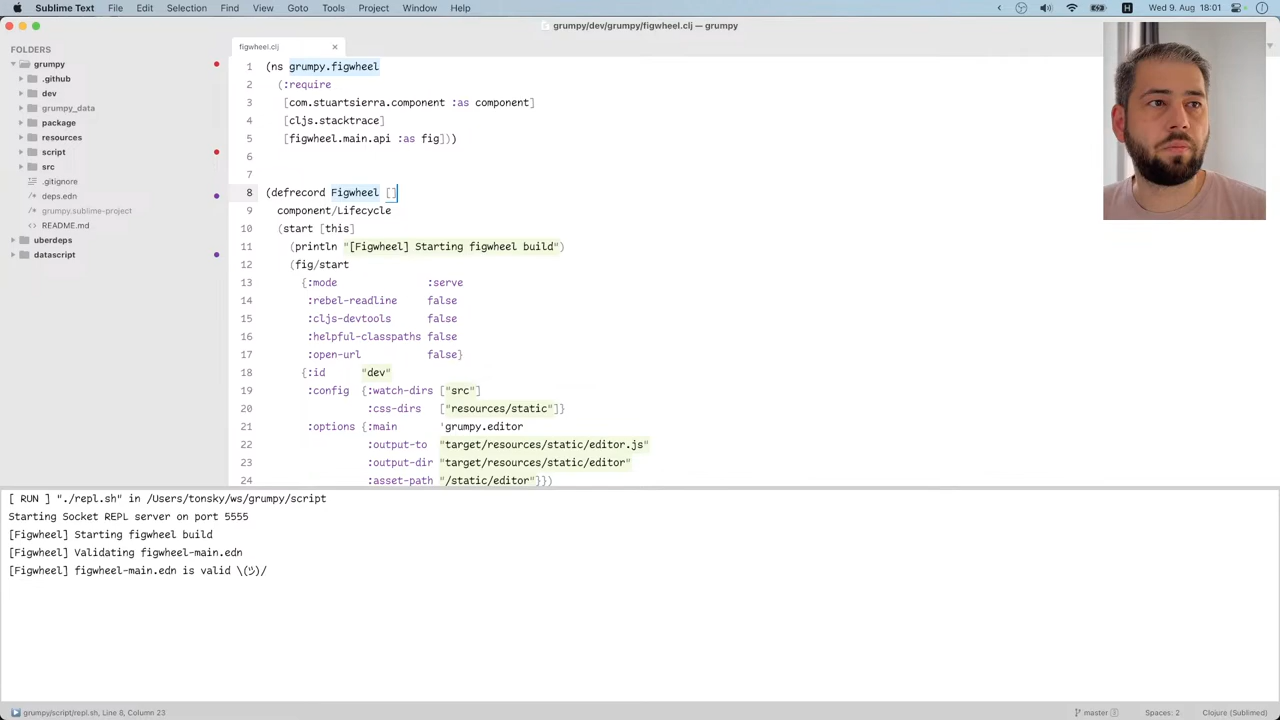 Sublime Text File Edit Selection Find View Goto Tools Project Window Help
Wed 9. Aug 18:01
grumpy/dev/grumpy/figwheel.clj — grumpy
FOLDERS
grumpy
.github
dev
grumpy_data
package
resources
script
src
.gitignore
deps.edn
grumpy.sublime-project
README.md
uberdeps
datascript
figwheel.clj
1 (ns grumpy.figwheel
2 (:require
3 [com.stuartsierra.component :as component]
4 [cljs.stacktrace]
5 [figwheel.main.api :as fig]))
6
7
8 (defrecord Figwheel []
9 component/Lifecycle
10 (start [this]
11 (println "[Figwheel] Starting figwheel build")
12 (fig/start
13 {:mode :serve
14 :rebel-readline false
15 :cljs-devtools false
16 :helpful-classpaths false
17 :open-url false}
18 {:id "dev"
19 :config {:watch-dirs ["src"]
20 :css-dirs ["resources/static"]}
21 :options {:main 'grumpy.editor
22 :output-to "target/resources/static/editor.js"
23 :output-dir "target/resources/static/editor"
24 :asset-path "/static/editor"}})
[ RUN ] "./repl.sh" in /Users/tonsky/ws/grumpy/script
Starting Socket REPL server on port 5555
[Figwheel] Starting figwheel build
[Figwheel] Validating figwheel-main.edn
[Figwheel] figwheel-main.edn is valid \(ツ)/
grumpy/script/repl.sh, Line 8, Column 23
master
Spaces: 2
Clojure (Sublimed)